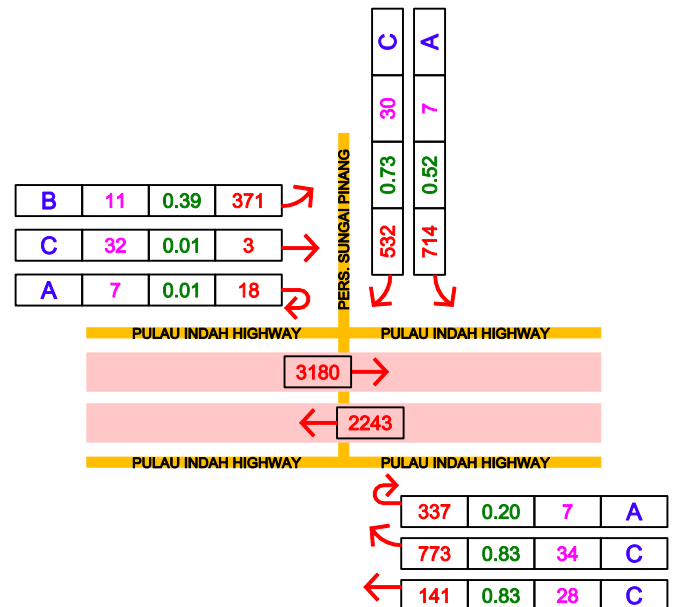 C A
30 7
0.73 0.52
532 714
PERS. SUNGAI PINANG
B 11 0.39 371
C 32 0.01 3
A 7 0.01 18
PULAU INDAH HIGHWAY PULAU INDAH HIGHWAY
3180
2243
PULAU INDAH HIGHWAY PULAU INDAH HIGHWAY
337 0.20 7 A
773 0.83 34 C
141 0.83 28 C